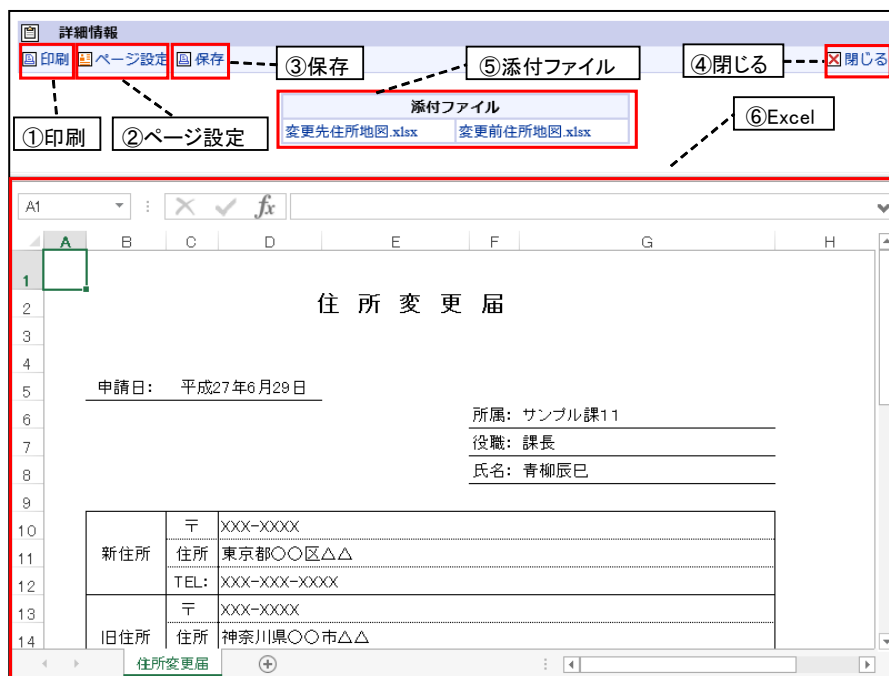 詳細情報
印刷 ページ設定 保存 ③保存 ⑤添付ファイル ④閉じる 閉じる
添付ファイル
①印刷 ②ページ設定 変更先住所地図.xlsx 変更前住所地図.xlsx ⑥Excel
A1 fx
A B C D E F G H
1
2 住所変更届
3
4
5 申請日: 平成27年6月29日
6 所属: サンプル課11
7 役職: 課長
8 氏名: 青柳辰巳
9
10 〒 XXX-XXXX
11 新住所 住所 東京都〇〇区△△
12 TEL: XXX-XXX-XXXX
13 〒 XXX-XXXX
14 旧住所 住所 神奈川県〇〇市△△
住所変更届